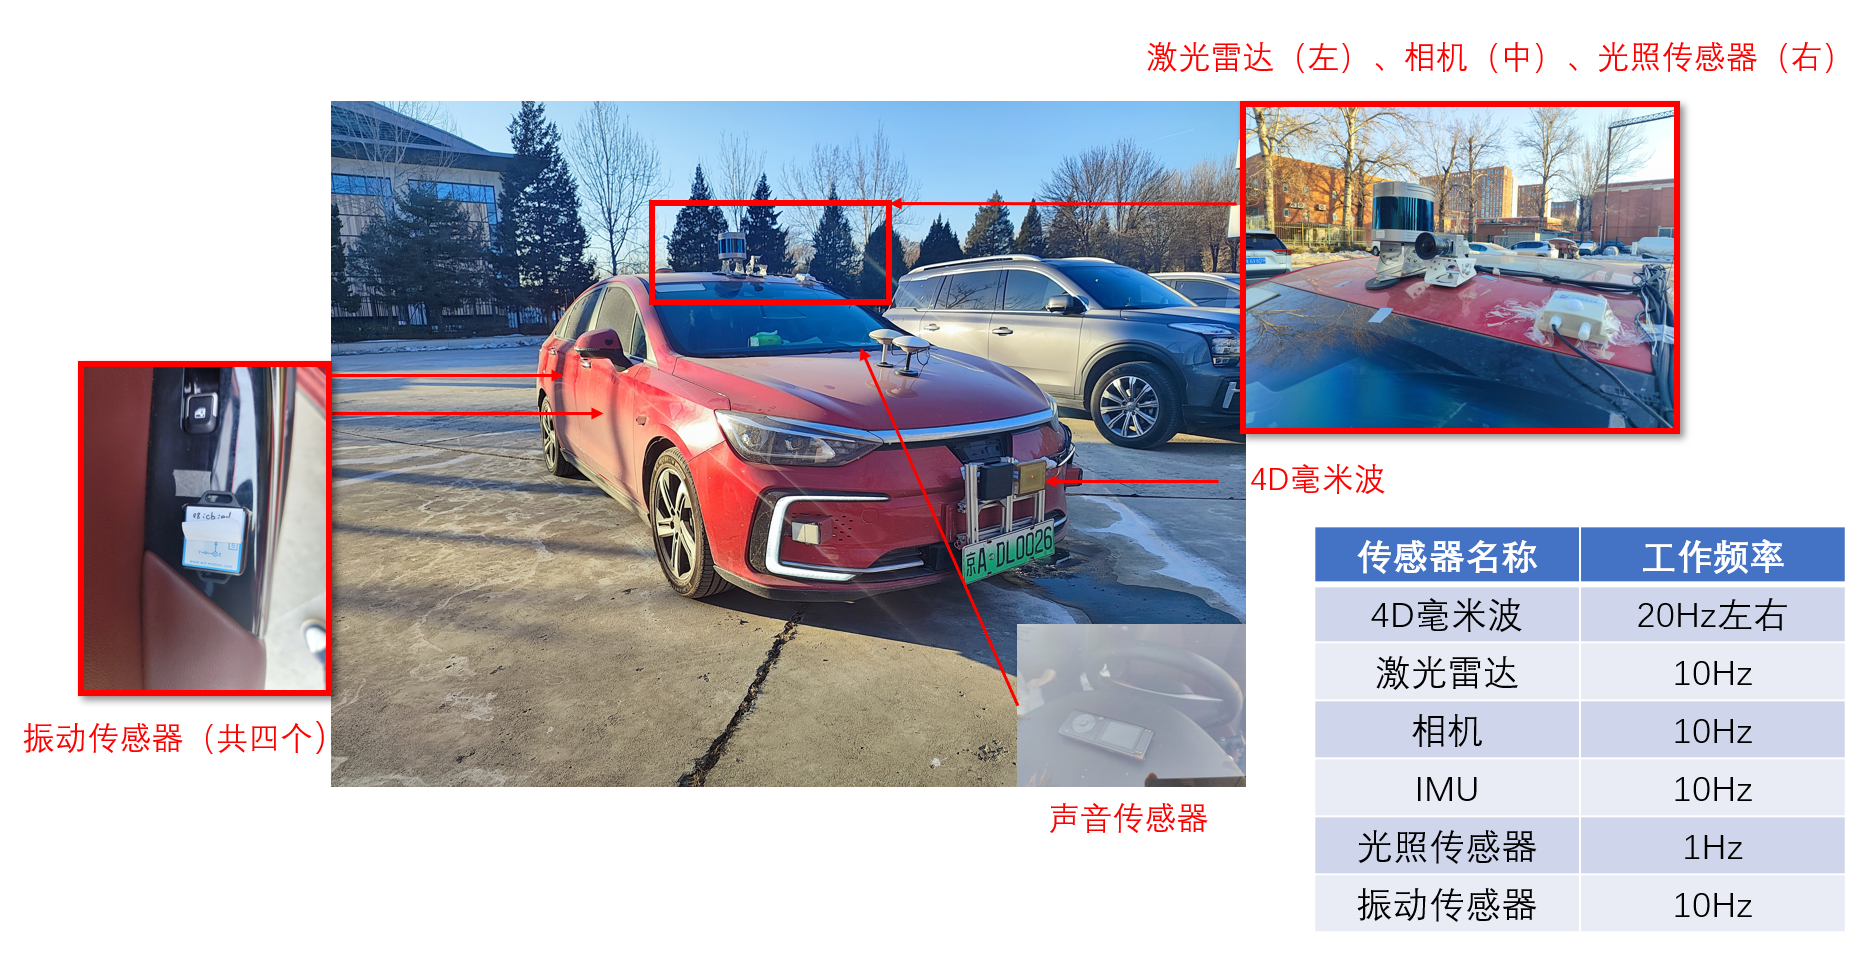 激光雷达（左）、相机（中）、光照传感器（右）
4D毫米波
京A·DL0026
振动传感器（共四个）
声音传感器
传感器名称 工作频率
4D毫米波 20Hz左右
激光雷达 10Hz
相机 10Hz
IMU 10Hz
光照传感器 1Hz
振动传感器 10Hz